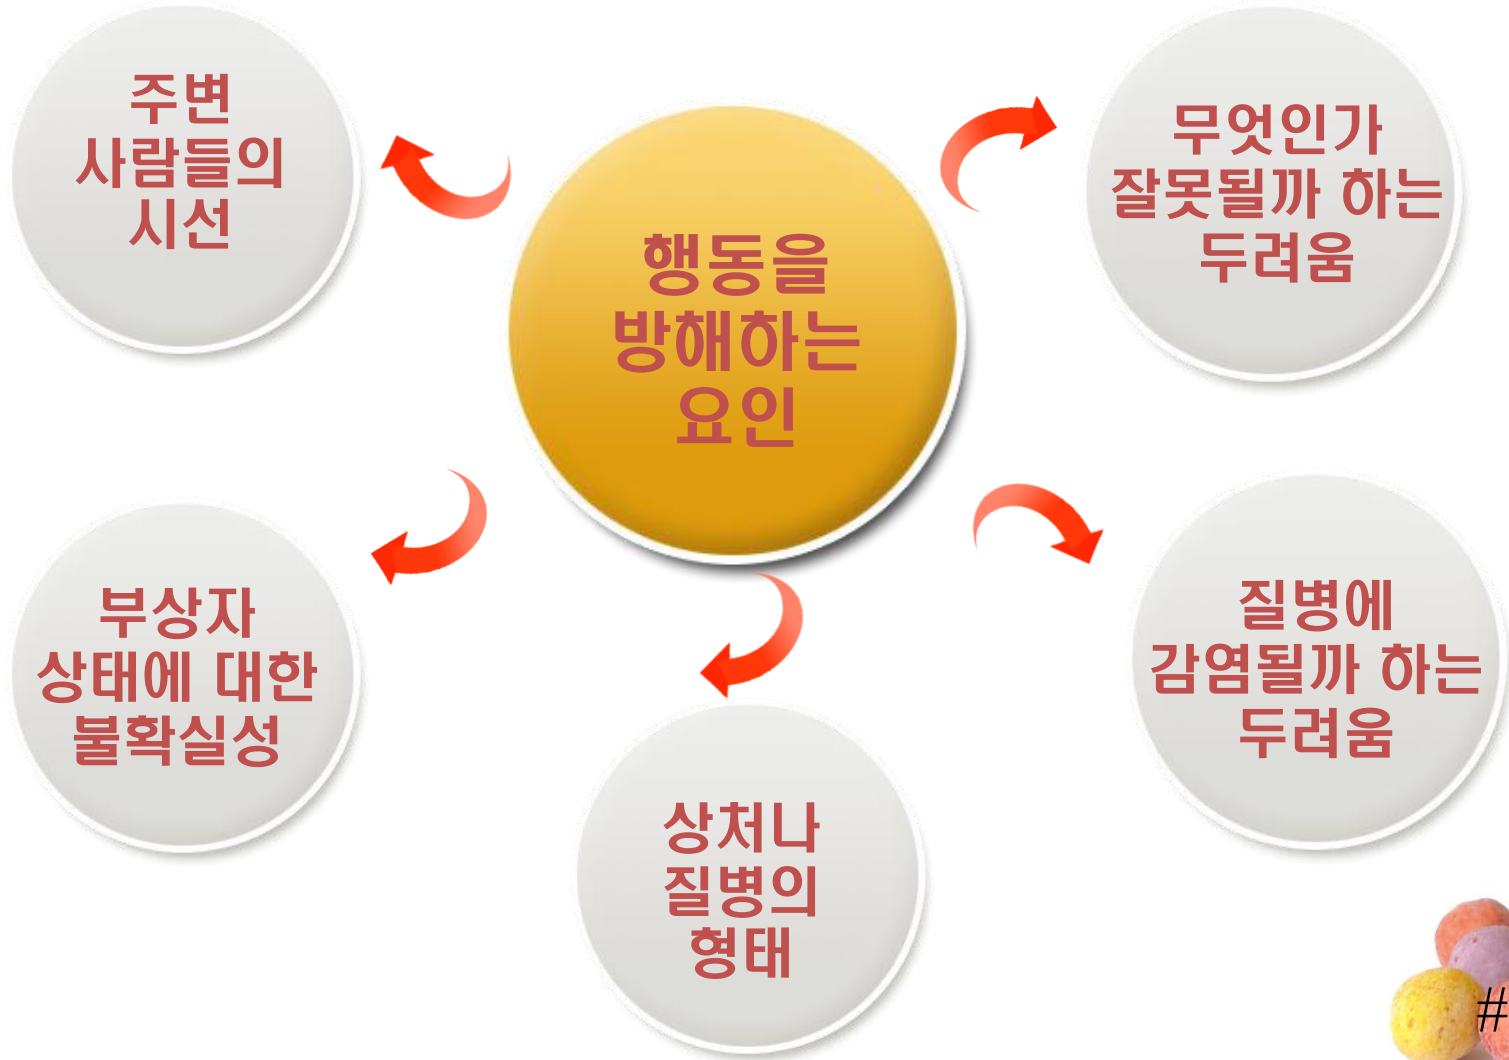 주변
사람들의
시선
행동을
방해하는
요인
무엇인가
잘못될까 하는
두려움
부상자
상태에 대한
불확실성
상처나
질병의
형태
질병에
감염될까 하는
두려움
#